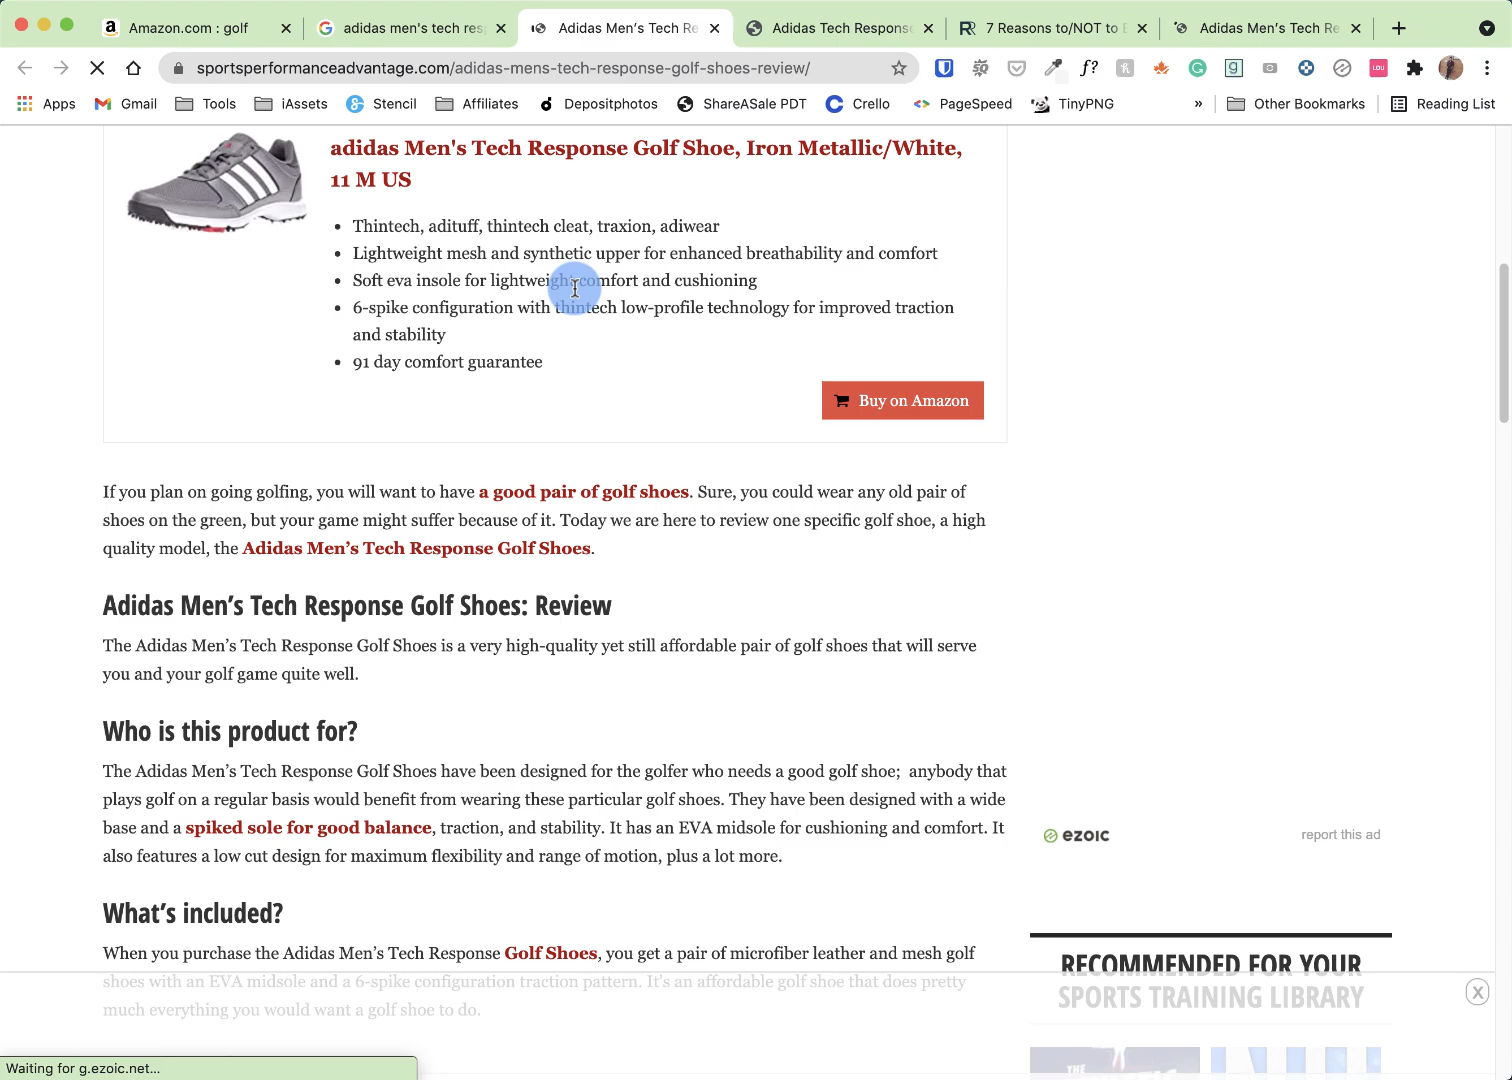 Amazon.com : golf
adidas men's tech res
Adidas Men's Tech Re
Adidas Tech Response
7 Reasons to/NOT to B
Adidas Men's Tech Re
sportsperformanceadvantage.com/adidas-mens-tech-response-golf-shoes-review/
f?
LOU
Apps
Gmail
Tools
iAssets
Stencil
Affiliates
Depositphotos
ShareASale PDT
Crello
PageSpeed
TinyPNG
»
Other Bookmarks
Reading List
adidas Men's Tech Response Golf Shoe, Iron Metallic/White,
11 M US
Thintech, adituff, thintech cleat, traxion, adiwear
Lightweight mesh and synthetic upper for enhanced breathability and comfort
Soft eva insole for lightweight comfort and cushioning
6-spike configuration with thintech low-profile technology for improved traction
and stability
91 day comfort guarantee
Buy on Amazon
If you plan on going golfing, you will want to have a good pair of golf shoes. Sure, you could wear any old pair of
shoes on the green, but your game might suffer because of it. Today we are here to review one specific golf shoe, a high
quality model, the Adidas Men's Tech Response Golf Shoes.
Adidas Men's Tech Response Golf Shoes: Review
The Adidas Men's Tech Response Golf Shoes is a very high-quality yet still affordable pair of golf shoes that will serve
you and your golf game quite well.
Who is this product for?
The Adidas Men's Tech Response Golf Shoes have been designed for the golfer who needs a good golf shoe; anybody that
plays golf on a regular basis would benefit from wearing these particular golf shoes. They have been designed with a wide
base and a spiked sole for good balance, traction, and stability. It has an EVA midsole for cushioning and comfort. It
also features a low cut design for maximum flexibility and range of motion, plus a lot more.
What's included?
When you purchase the Adidas Men's Tech Response Golf Shoes, you get a pair of microfiber leather and mesh golf
shoes with an EVA midsole and a 6-spike configuration traction pattern. It's an affordable golf shoe that does pretty
much everything you would want a golf shoe to do.
ezoic
report this ad
RECOMMENDED FOR YOUR
SPORTS TRAINING LIBRARY
THE
Waiting for g.ezoic.net...